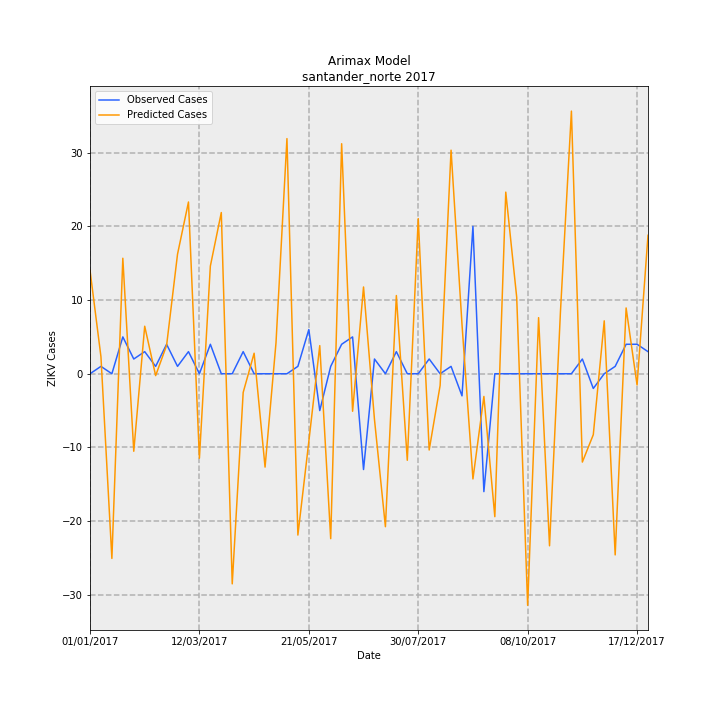 Arimax Model
santander_norte 2017
Observed Cases
Predicted Cases
ZIKV Cases
30
20
10
0
−10
−20
−30
01/01/2017 12/03/2017 21/05/2017 30/07/2017 08/10/2017 17/12/2017
Date